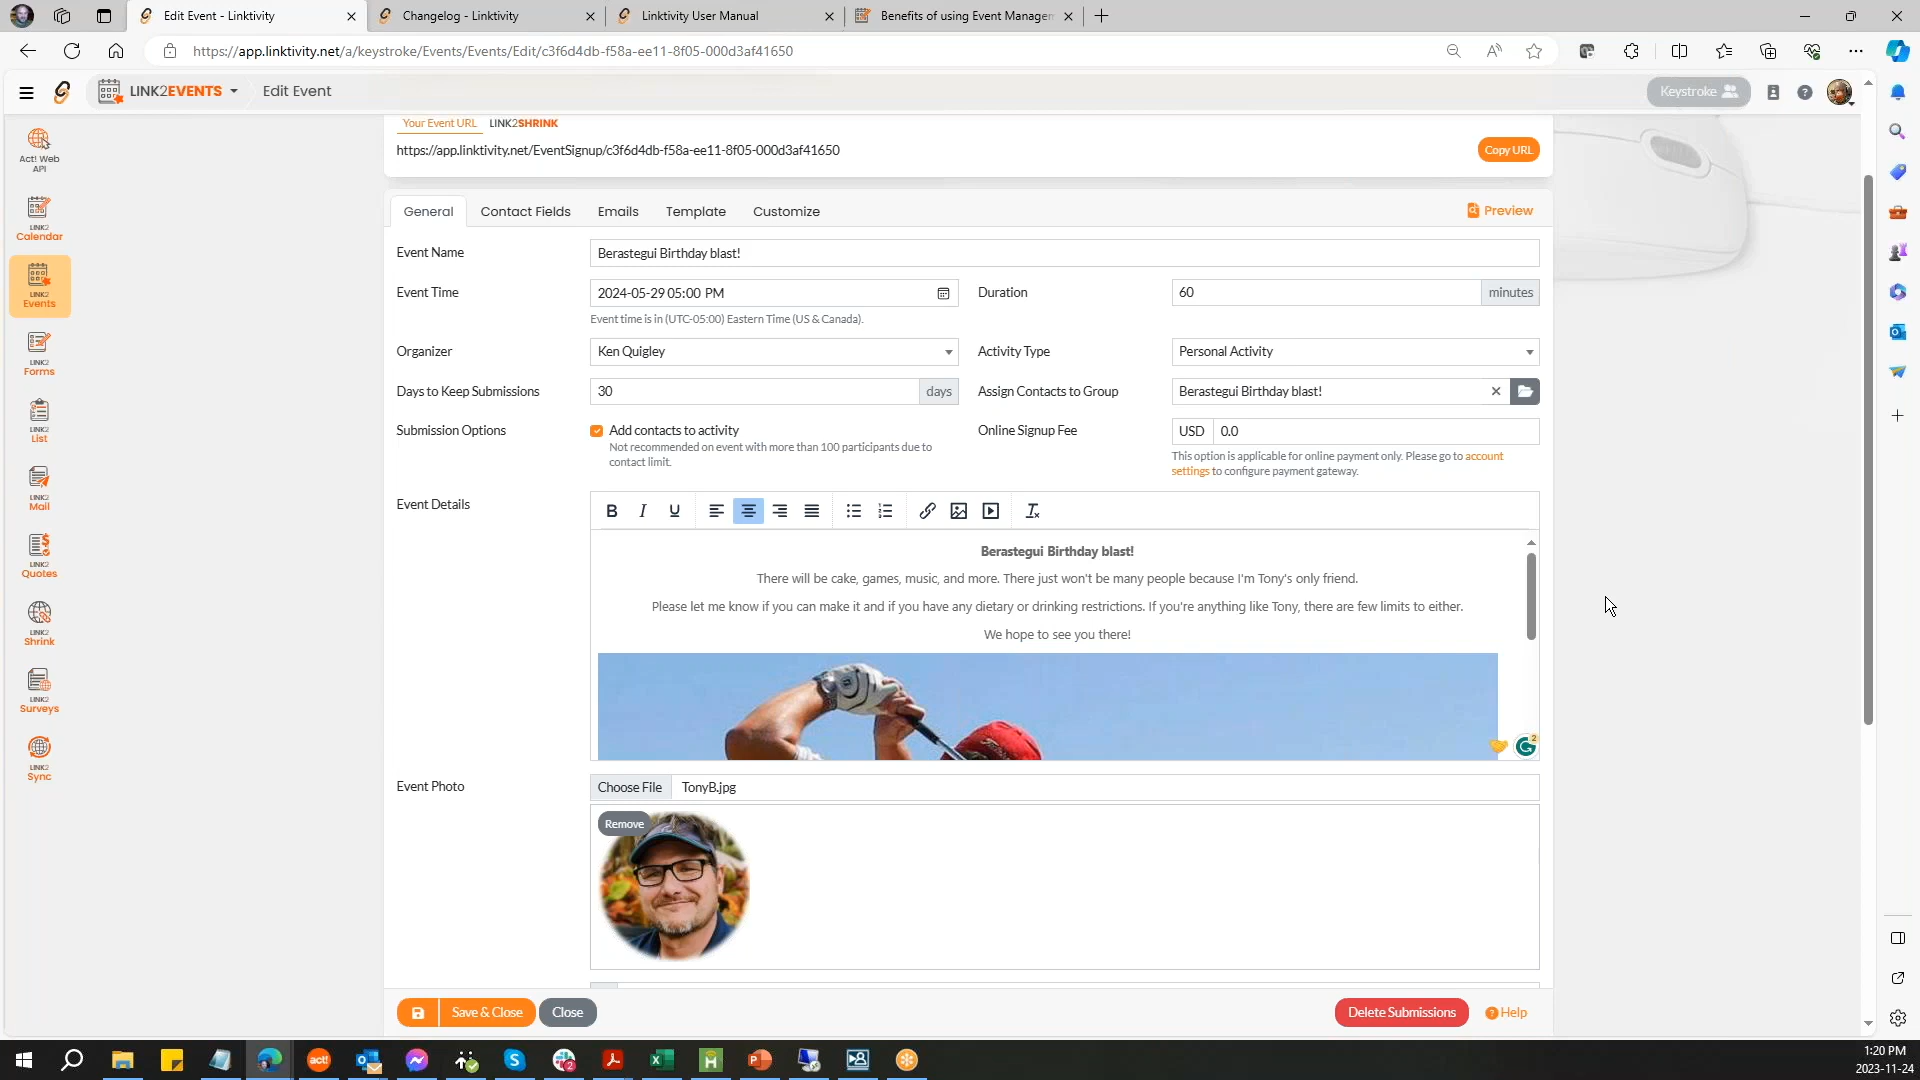 Edit Event - Linktivity
Changelog - Linktivity
Linktivity User Manual
Benefits of using Event Managem
https://app.linktivity.net/a/keystroke/Events/Events/Edit/c3f6d4db-f58a-ee11-8f05-000d3af41650
LINK2EVENTS
Edit Event
Keystroke
Act! Web
API
LINK2
Calendar
LINK2
Events
LINK2
Forms
LINK2
List
LINK2
Mail
LINK2
Quotes
LINK2
Shrink
LINK2
Surveys
LINK2
Sync
Your Event URL LINK2SHRINK
https://app.linktivity.net/EventSignup/c3f6d4db-f58a-ee11-8f05-000d3af41650
Copy URL
General Contact Fields Emails Template Customize
Preview
Event Name
Berastegui Birthday blast!
Event Time
2024-05-29 05:00 PM
Duration
60
minutes
Event time is in (UTC-05:00) Eastern Time (US & Canada).
Organizer
Ken Quigley
Activity Type
Personal Activity
Days to Keep Submissions
30
days
Assign Contacts to Group
Berastegui Birthday blast!
Submission Options
Add contacts to activity
Not recommended on event with more than 100 participants due to
contact limit.
Online Signup Fee
USD 0.0
This option is applicable for online payment only. Please go to account
settings to configure payment gateway.
Event Details
B I U
Berastegui Birthday blast!
There will be cake, games, music, and more. There just won't be many people because I'm Tony's only friend.
Please let me know if you can make it and if you have any dietary or drinking restrictions. If you're anything like Tony, there are few limits to either.
We hope to see you there!
2
Event Photo
Choose File TonyB.jpg
Remove
Save & Close
Close
Delete Submissions
Help
act!
2
1:20 PM
2023-11-24